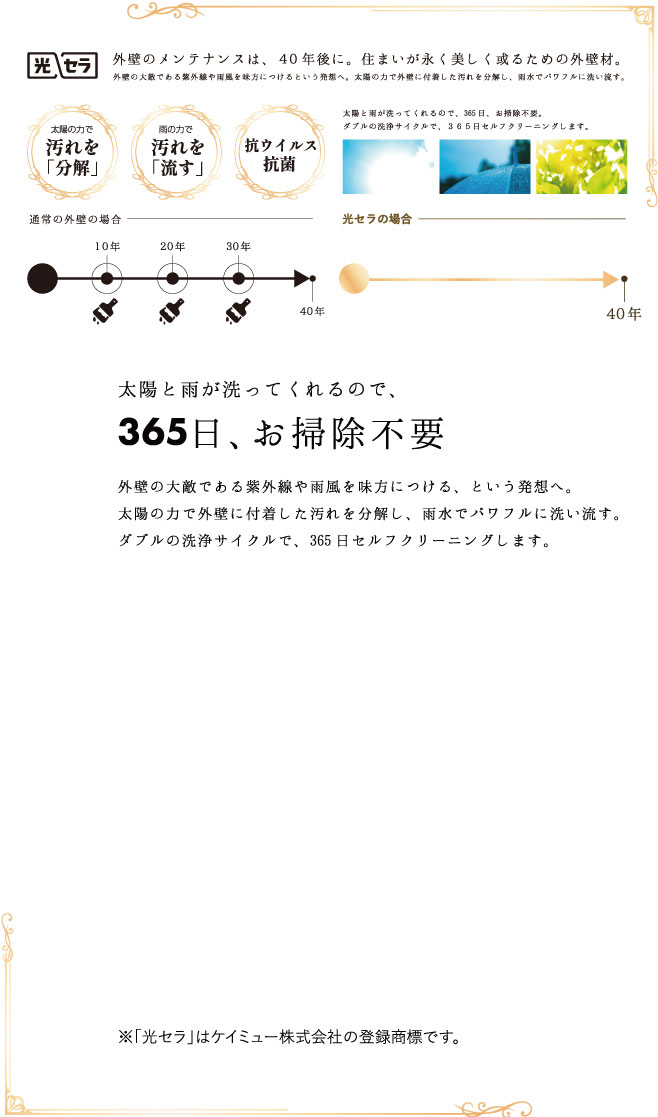 光セラ
外壁のメンテナンスは、40年後に。住まいが永く美しく或るための外壁材。
外壁の大敵である紫外線や雨風を味方につけるという発想へ。太陽の力で外壁に付着した汚れを分解し、雨水でパワフルに洗い流す。
太陽の力で
汚れを
「分解」
雨の力で
汚れを
「流す」
抗ウイルス
抗菌
太陽と雨が洗ってくれるので、365日、お掃除不要。
ダブルの洗浄サイクルで、365日セルフクリーニングします。
通常の外壁の場合
10年
20年
30年
40年
光セラの場合
40年
太陽と雨が洗ってくれるので、
365日、お掃除不要
外壁の大敵である紫外線や雨風を味方につける、という発想へ。
太陽の力で外壁に付着した汚れを分解し、雨水でパワフルに洗い流す。
ダブルの洗浄サイクルで、365日セルフクリーニングします。
※「光セラ」はケイミュー株式会社の登録商標です。